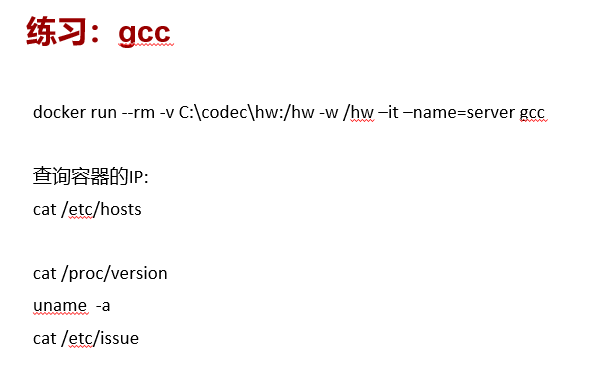 练习：gcc
docker run --rm -v C:\codec\hw:/hw -w /hw –it –name=server gcc
查询容器的IP:
cat /etc/hosts
cat /proc/version
uname -a
cat /etc/issue